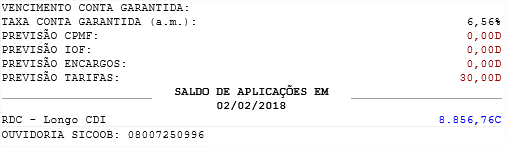 VENCIMENTO CONTA GARANTIDA:
TAXA CONTA GARANTIDA (a.m.): 6,56%
PREVISÃO CPMF: 0,00D
PREVISÃO IOF: 0,00D
PREVISÃO ENCARGOS: 0,00D
PREVISÃO TARIFAS: 30,00D
SALDO DE APLICAÇÕES EM
02/02/2018
RDC - Longo CDI 8.856,76C
OUVIDORIA SICOOB: 08007250996